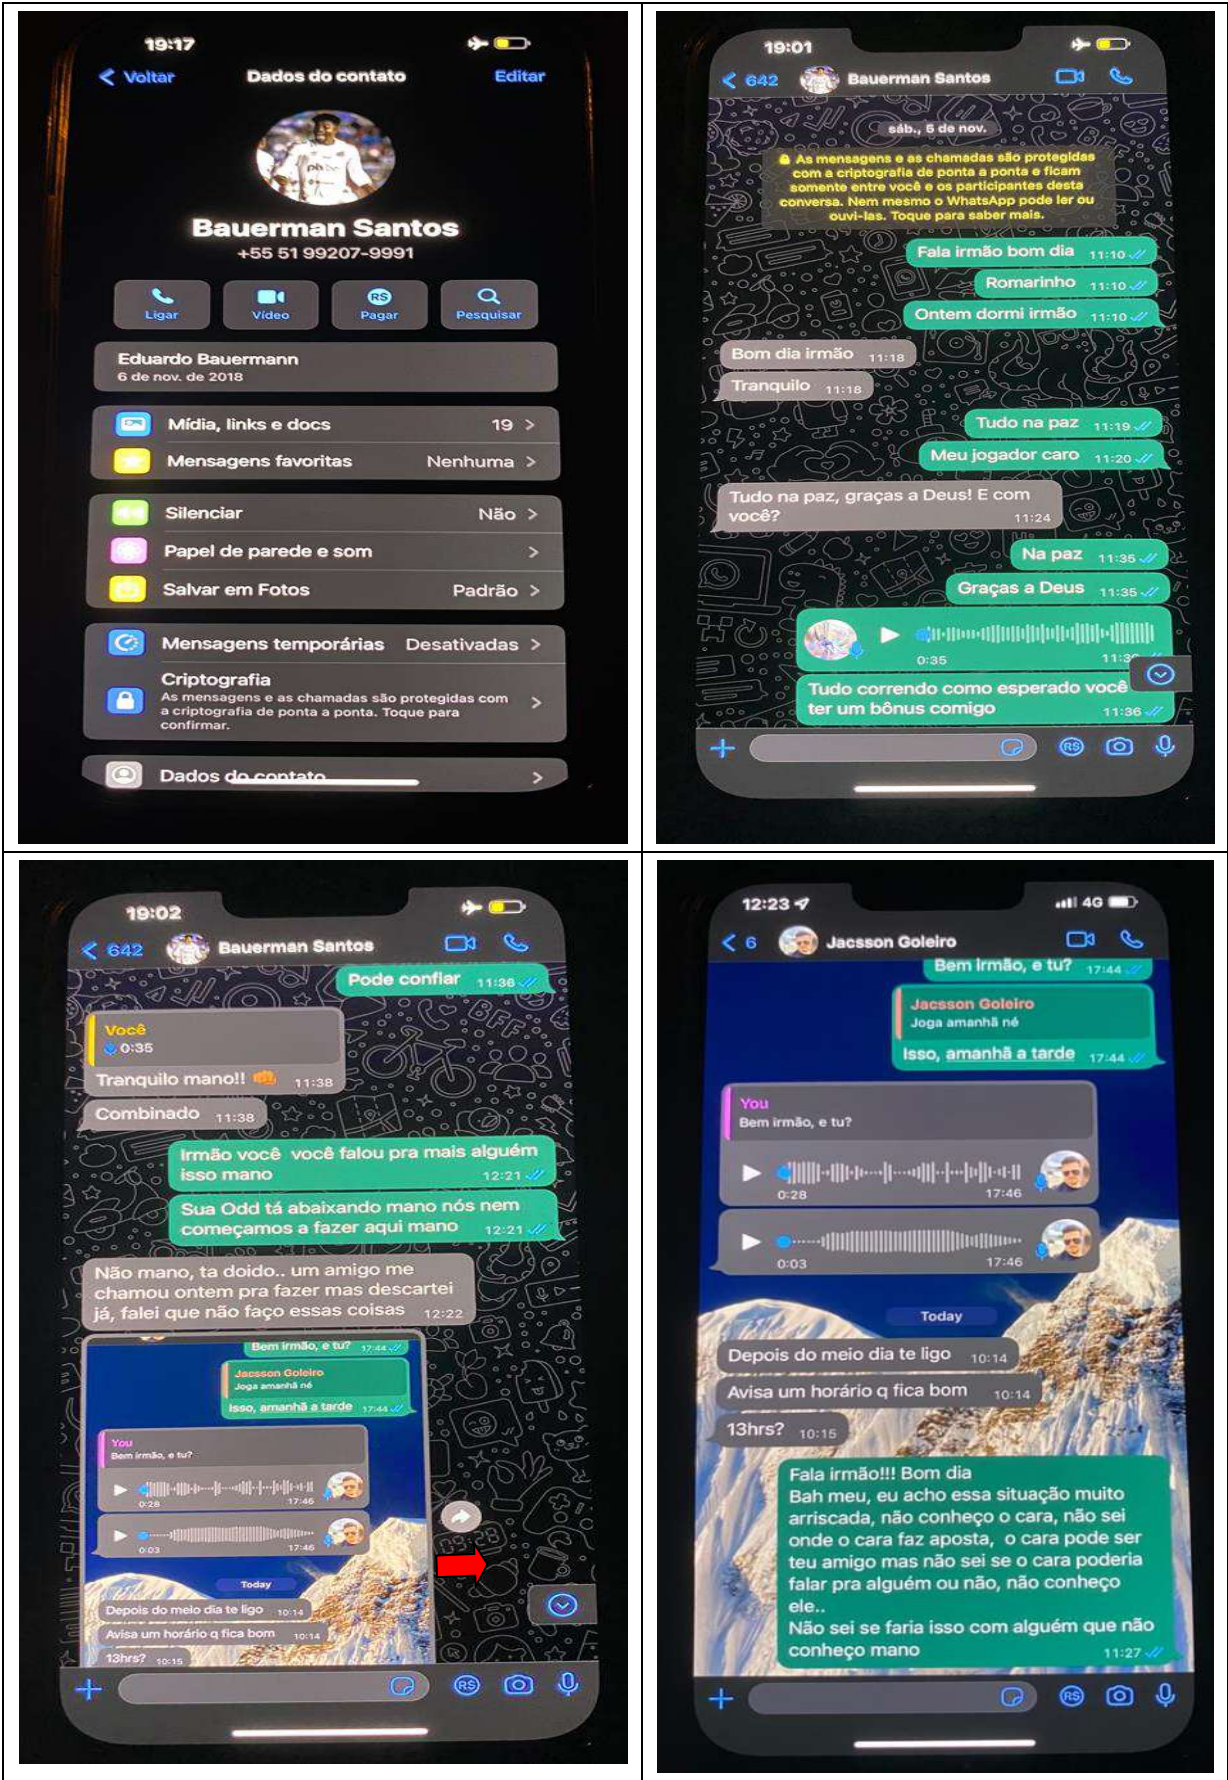 19:17
Voltar
Dados do contato
Editar
Bauerman Santos
+55 51 99207-9991
Ligar
Vídeo
RS
Pagar
Pesquisar
Eduardo Bauermann
6 de nov. de 2018
Mídia, links e docs
19
Mensagens favoritas
Nenhuma
Silenciar
Não
Papel de parede e som
Salvar em Fotos
Padrão
Mensagens temporárias
Desativadas
Criptografia
As mensagens e as chamadas são protegidas com
a criptografia de ponta a ponta. Toque para
confirmar.
Dados do contato
19:01
642
Bauerman Santos
sáb., 5 de nov.
As mensagens e as chamadas são protegidas
com a criptografia de ponta a ponta e ficam
somente entre você e os participantes desta
conversa. Nem mesmo o WhatsApp pode ler ou
ouvi-las. Toque para saber mais.
Fala irmão bom dia 11:10
Romarinho 11:10
Ontem dormi irmão 11:10
Bom dia irmão 11:18
Tranquilo 11:18
Tudo na paz 11:19
Meu jogador caro 11:20
Tudo na paz, graças a Deus! E com
você?
11:24
Na paz 11:35
Graças a Deus 11:35
0:35
Tudo correndo como esperado você
ter um bônus comigo
11:36
RS
19:02
642
Bauerman Santos
Pode confiar 11:36
Você
0:35
Tranquilo mano!! 11:38
Combinado 11:38
Irmão você você falou pra mais alguém
isso mano
12:21
Sua Odd tá abaixando mano nós nem
começamos a fazer aqui mano 12:21
Não mano, ta doido.. um amigo me
chamou ontem pra fazer mas descartei
já, falei que não faço essas coisas 12:22
Bem irmão, e tu? 17:44
Jacsson Goleiro
Joga amanhã né
Isso, amanhã a tarde 17:44
You
Bem irmão, e tu?
0:28
17:46
0:03
17:46
Today
Depois do meio dia te ligo 10:14
Avisa um horário q fica bom 10:14
13hrs? 10:15
RS
12:23
4G
6
Jacsson Goleiro
Bem irmão, e tu? 17:44
Jacsson Goleiro
Joga amanhã né
Isso, amanhã a tarde 17:44
You
Bem irmão, e tu?
0:28
17:46
0:03
17:46
Today
Depois do meio dia te ligo 10:14
Avisa um horário q fica bom 10:14
13hrs? 10:15
Fala irmão!!! Bom dia
Bah meu, eu acho essa situação muito
arriscada, não conheço o cara, não sei
onde o cara faz aposta, o cara pode ser
teu amigo mas não sei se o cara poderia
falar pra alguém ou não, não conheço
ele..
Não sei se faria isso com alguém que não
conheço mano
11:27
RS